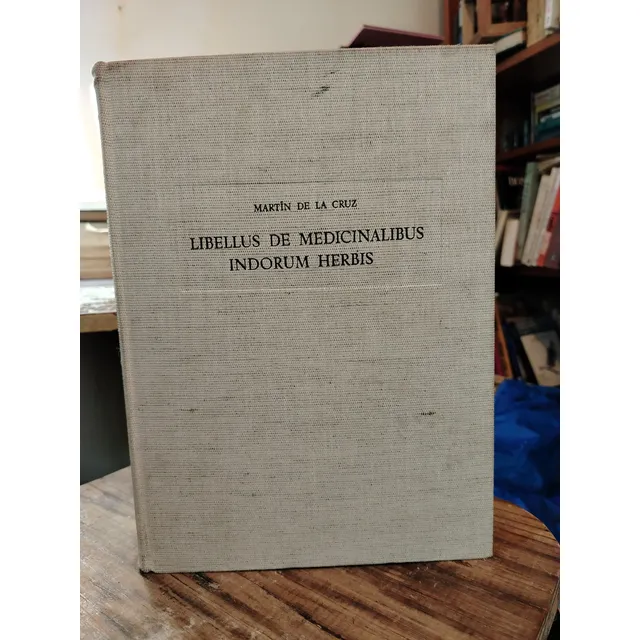 MARTÍN DE LA CRUZ
LIBELLUS DE MEDICINALIBUS
INDORUM HERBIS